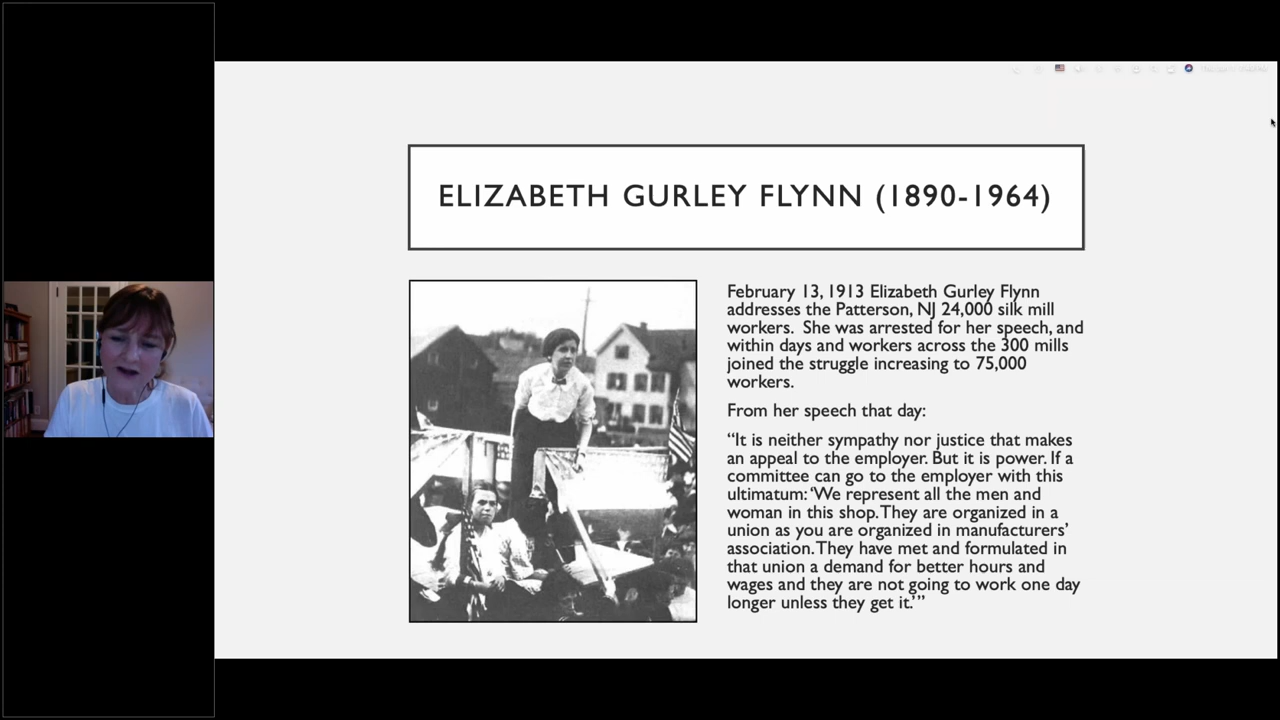 ELIZABETH GURLEY FLYNN (1890-1964)
February 13, 1913 Elizabeth Gurley Flynn
addresses the Patterson, NJ 24,000 silk mill
workers.  She was arrested for her speech, and
within days and workers across the 300 mills
joined the struggle increasing to 75,000
workers.
From her speech that day:
“It is neither sympathy nor justice that makes
an appeal to the employer. But it is power. If a
committee can go to the employer with this
ultimatum: ‘We represent all the men and
woman in this shop. They are organized in a
union as you are organized in manufacturers’
association. They have met and formulated in
that union a demand for better hours and
wages and they are not going to work one day
longer unless they get it.’”